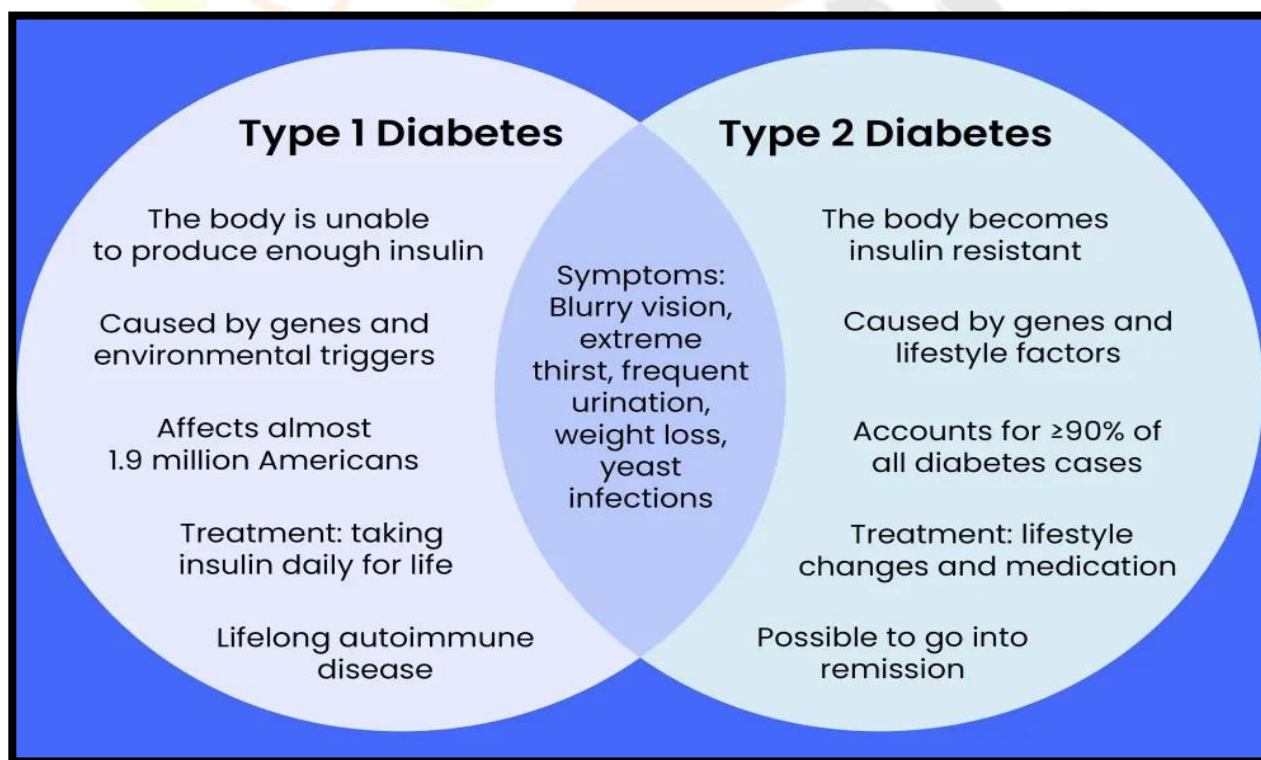 Type 1 Diabetes
The body is unable
to produce enough insulin
Caused by genes and
environmental triggers
Affects almost
1.9 million Americans
Treatment: taking
insulin daily for life
Lifelong autoimmune
disease
Symptoms:
Blurry vision,
extreme
thirst, frequent
urination,
weight loss,
yeast
infections
Type 2 Diabetes
The body becomes
insulin resistant
Caused by genes and
lifestyle factors
Accounts for ≥90% of
all diabetes cases
Treatment: lifestyle
changes and medication
Possible to go into
remission